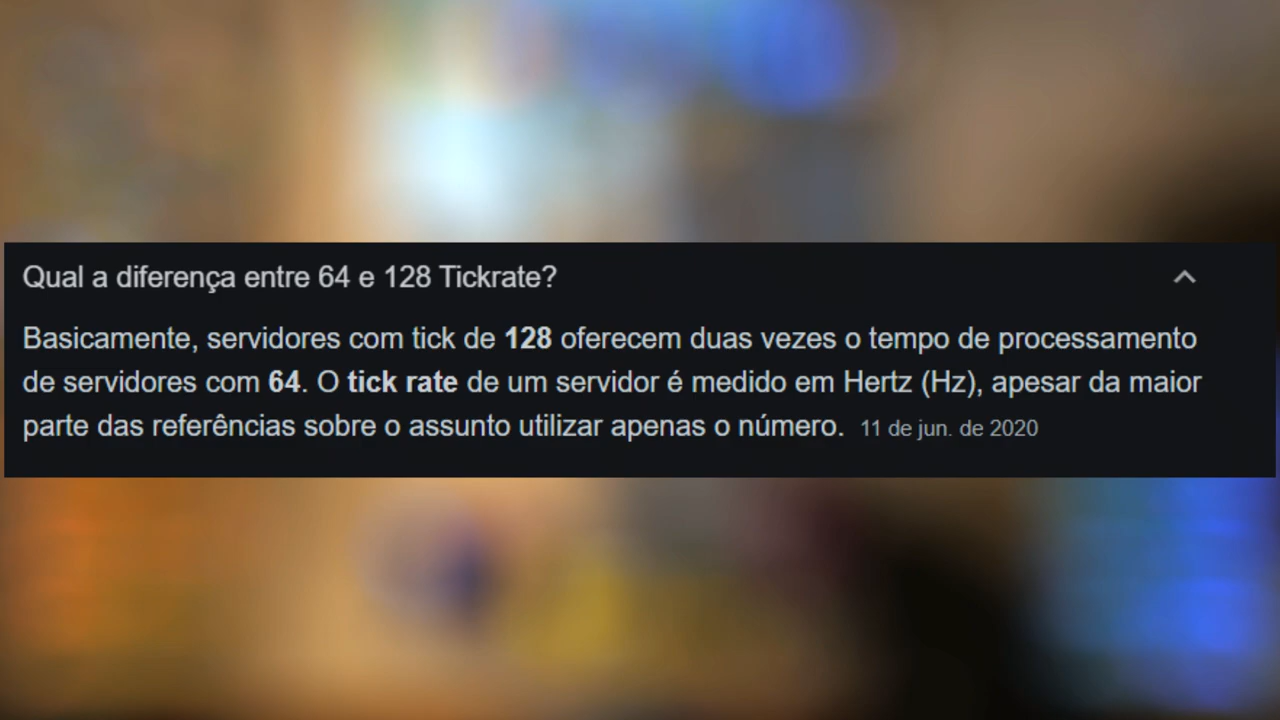 Qual a diferença entre 64 e 128 Tickrate?
Basicamente, servidores com tick de 128 oferecem duas vezes o tempo de processamento
de servidores com 64. O tick rate de um servidor é medido em Hertz (Hz), apesar da maior
parte das referências sobre o assunto utilizar apenas o número. 11 de jun. de 2020